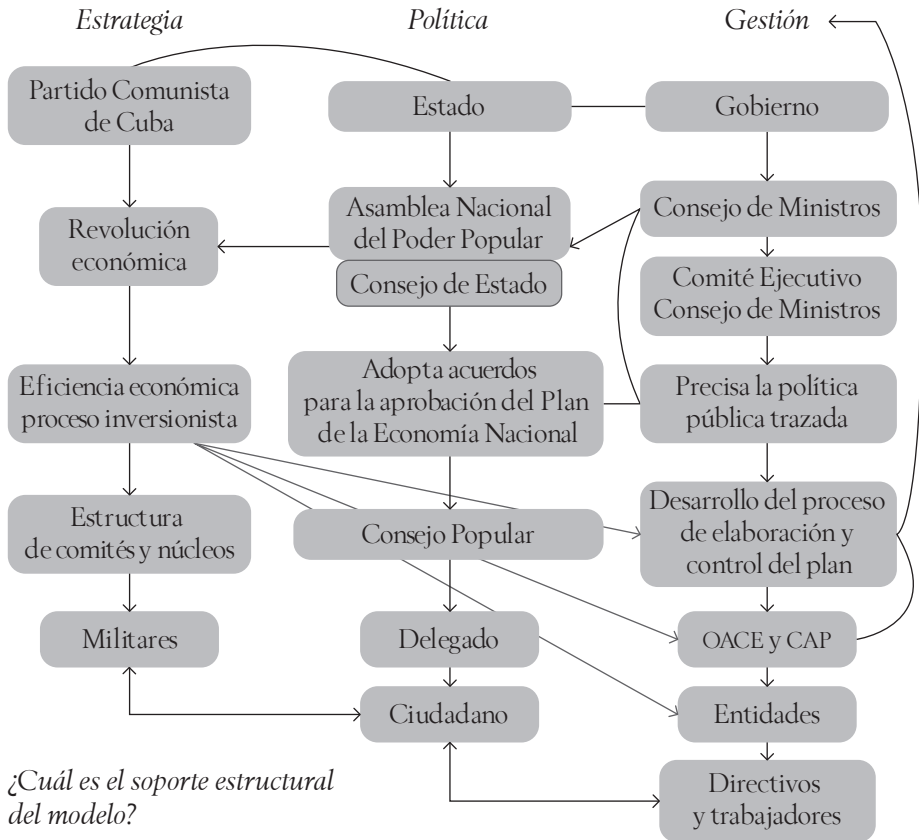 Estrategia
Política
Gestión
Partido Comunista
de Cuba
Estado
Gobierno
Revolución
económica
Asamblea Nacional
del Poder Popular
Consejo de Estado
Consejo de Ministros
Comité Ejecutivo
Consejo de Ministros
Eficiencia económica
proceso inversionista
Adopta acuerdos
para la aprobación del Plan
de la Economía Nacional
Precisa la política
pública trazada
Estructura
de comités y núcleos
Consejo Popular
Desarrollo del proceso
de elaboración y
control del plan
Militares
Delegado
OACE y CAP
Ciudadano
Entidades
¿Cuál es el soporte estructural
del modelo?
Directivos
y trabajadores